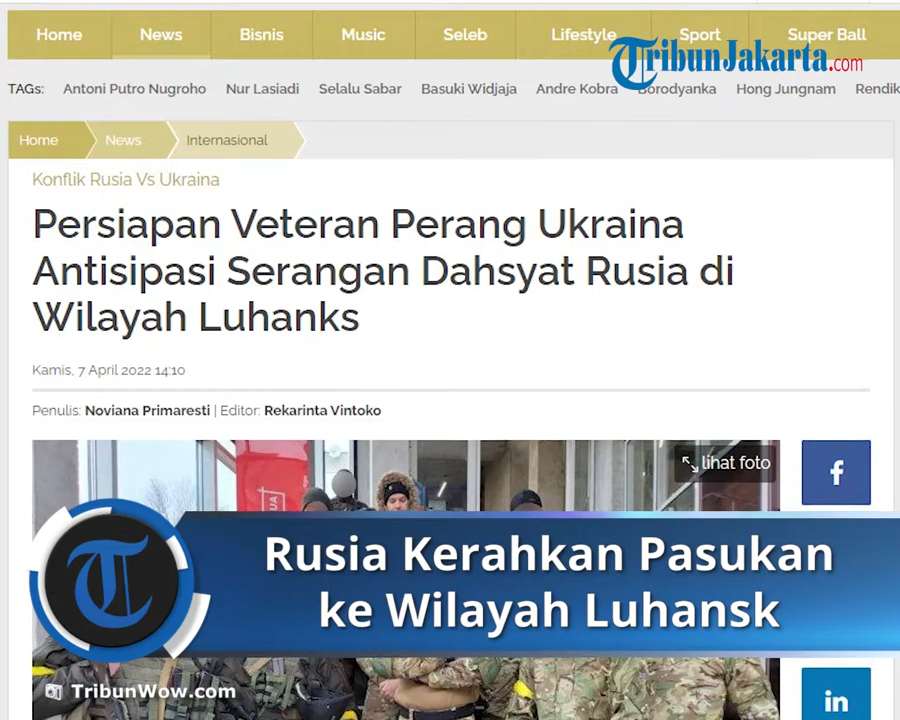 Home News Bisnis Music Seleb Lifestyle Sport Super Ball
TribunJakarta.com
TAGs: Antoni Putro Nugroho Nur Lasiadi Selalu Sabar Basuki Widjaja Andre Kobra Borodyanka Hong Jungnam Rendik
Home News Internasional
Konflik Rusia Vs Ukraina
Persiapan Veteran Perang Ukraina
Antisipasi Serangan Dahsyat Rusia di
Wilayah Luhanks
Kamis, 7 April 2022 14:10
Penulis: Noviana Primaresti | Editor: Rekarinta Vintoko
lihat foto
f
Rusia Kerahkan Pasukan
ke Wilayah Luhansk
T
TribunWow.com
in